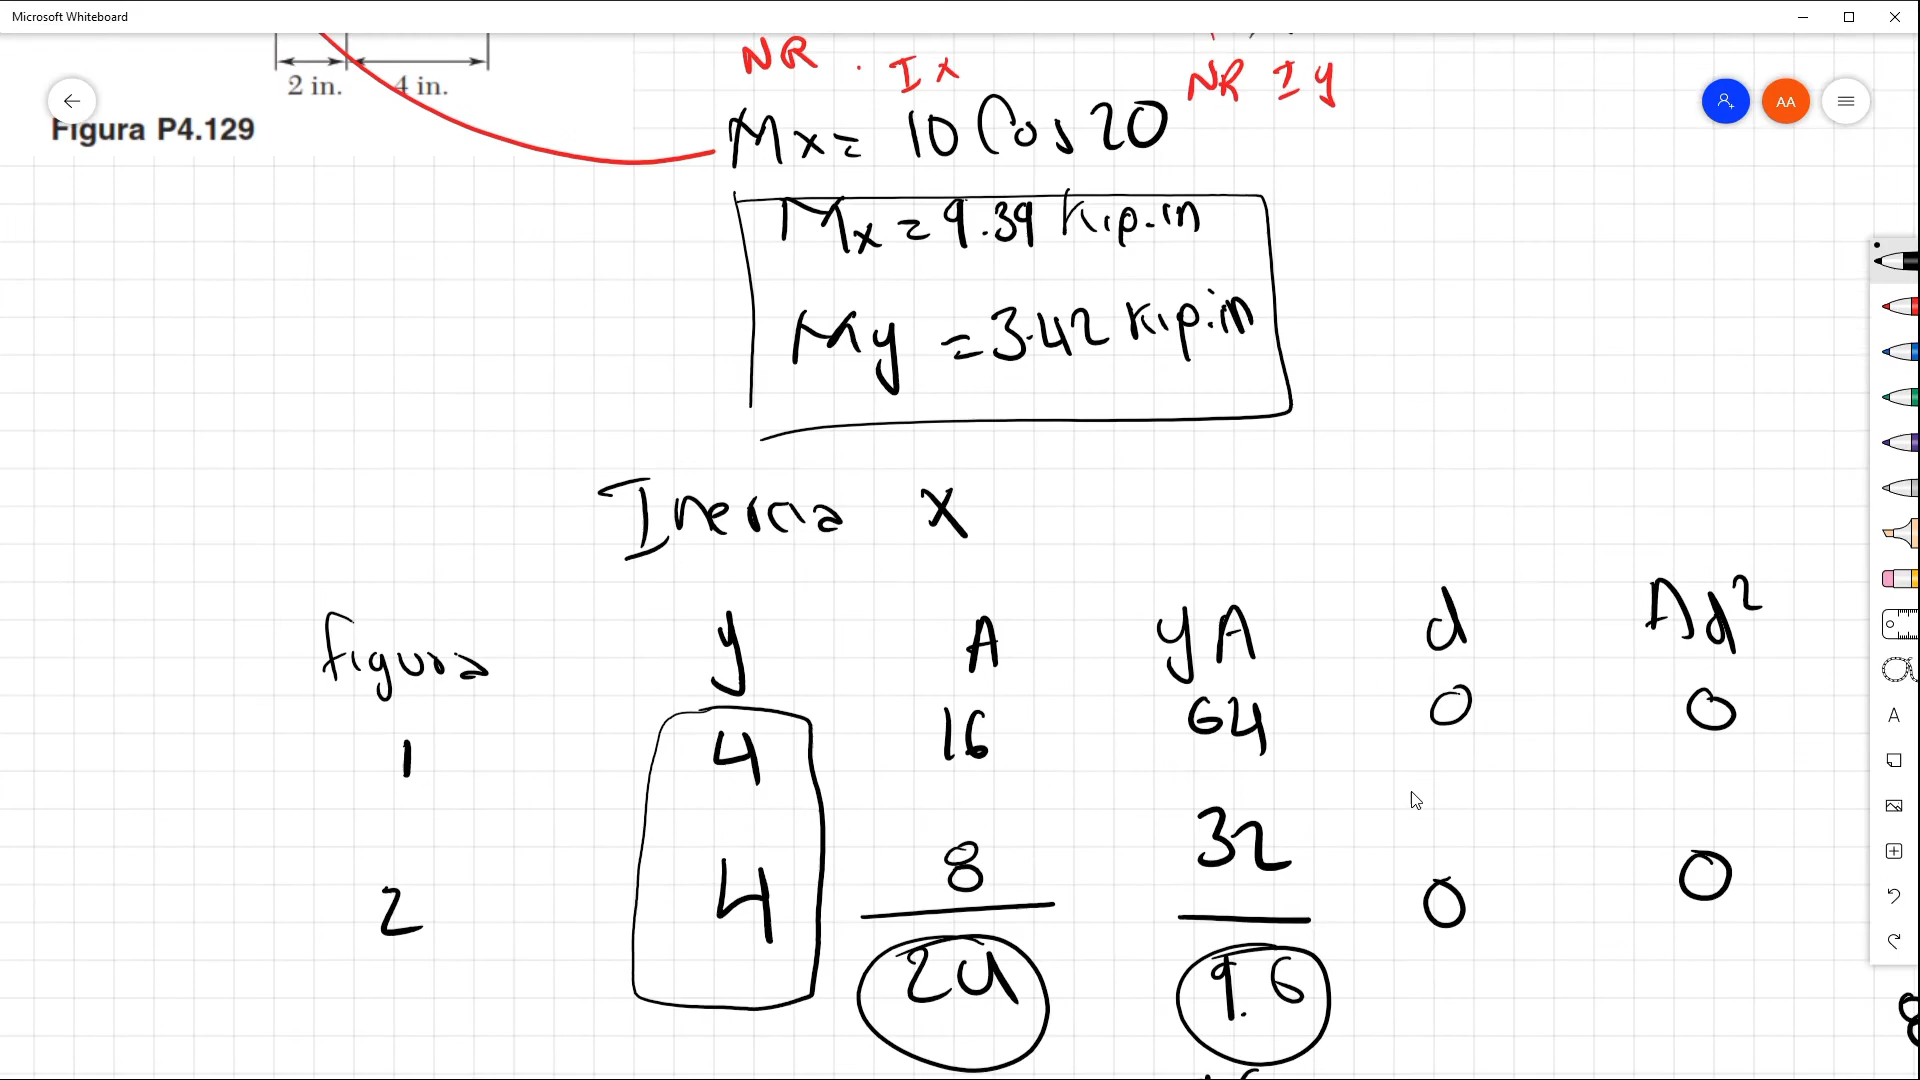 Microsoft Whiteboard
2 in. 4 in.
Figura P4.129
NR . Ix
NR Iy
AA
Mx = 10 Cos 20
Mx = 9.39 Kip.in
My = 3.42 Kip.in
Inercia X
figura y A yA d Ad²
1 4 16 64 0 0
2 4 8 32 0 0
24 9.6
A